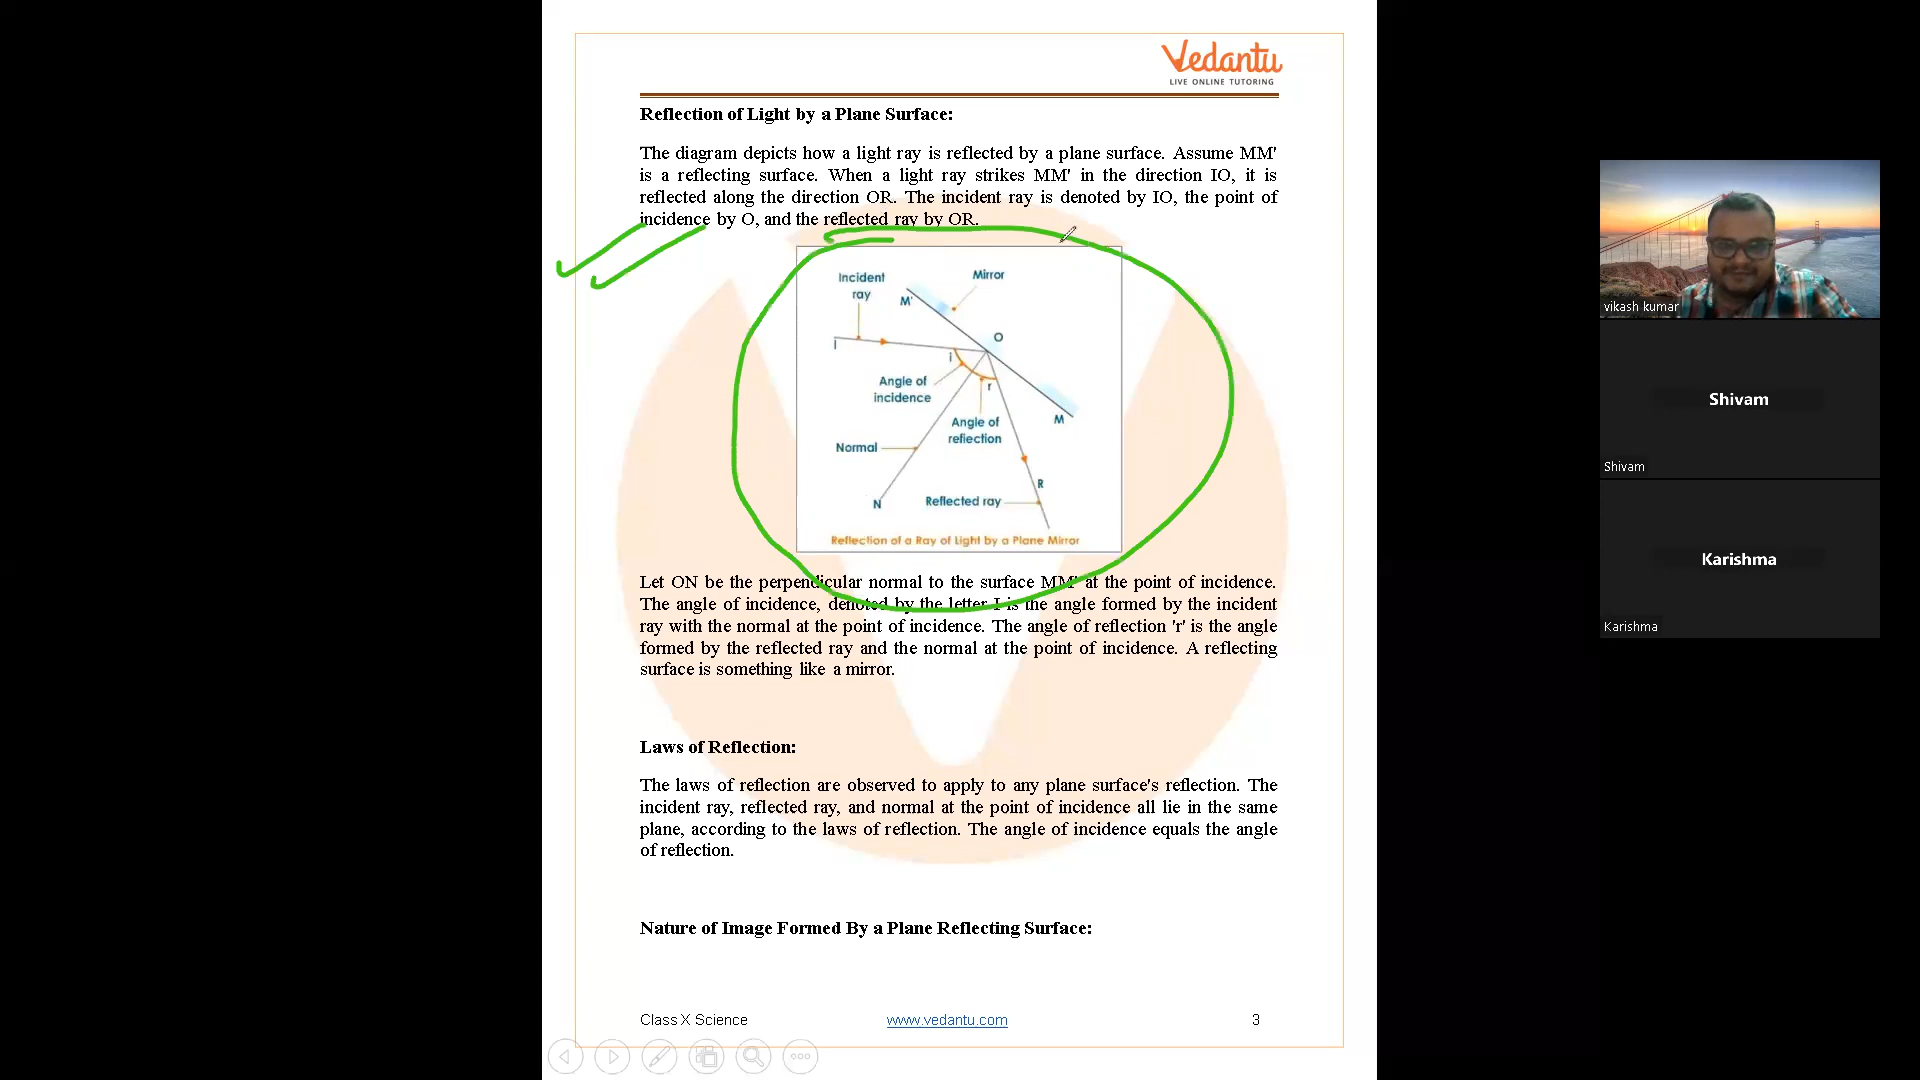 Vedantu
LIVE ONLINE TUTORING
Reflection of Light by a Plane Surface:
The diagram depicts how a light ray is reflected by a plane surface. Assume MM'
is a reflecting surface. When a light ray strikes MM' in the direction IO, it is
reflected along the direction OR. The incident ray is denoted by IO, the point of
incidence by O, and the reflected ray by OR.
Incident
ray
Mirror
M'
O
I
i
r
Angle of
incidence
M
Angle of
reflection
Normal
R
N
Reflected ray
Reflection of a Ray of Light by a Plane Mirror
Let ON be the perpendicular normal to the surface MM' at the point of incidence.
The angle of incidence, denoted by the letter I is the angle formed by the incident
ray with the normal at the point of incidence. The angle of reflection 'r' is the angle
formed by the reflected ray and the normal at the point of incidence. A reflecting
surface is something like a mirror.
Laws of Reflection:
The laws of reflection are observed to apply to any plane surface's reflection. The
incident ray, reflected ray, and normal at the point of incidence all lie in the same
plane, according to the laws of reflection. The angle of incidence equals the angle
of reflection.
Nature of Image Formed By a Plane Reflecting Surface:
Class X Science
www.vedantu.com
3
vikash kumar
Shivam
Shivam
Karishma
Karishma